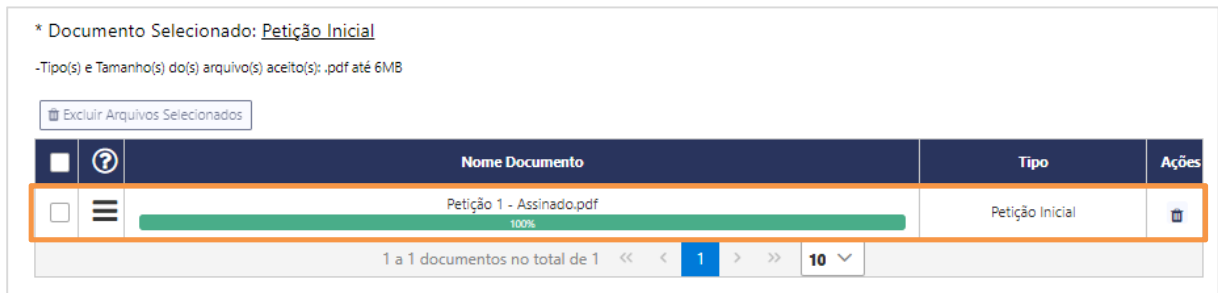 * Documento Selecionado: Petição Inicial
-Tipo(s) e Tamanho(s) do(s) arquivo(s) aceito(s): .pdf até 6MB
Excluir Arquivos Selecionados
Nome Documento Tipo Ações
Petição 1 - Assinado.pdf
100%
Petição Inicial
1 a 1 documentos no total de 1 << < 1 > >> 10